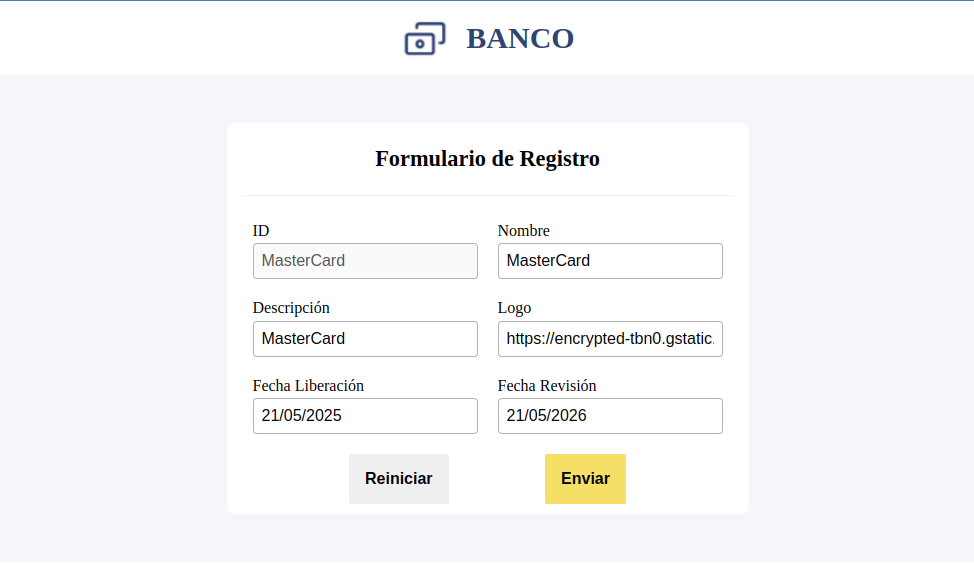 BANCO
Formulario de Registro
ID
Nombre
MasterCard
MasterCard
Descripción
Logo
MasterCard
https://encrypted-tbn0.gstatic.
Fecha Liberación
Fecha Revisión
21/05/2025
21/05/2026
Reiniciar
Enviar